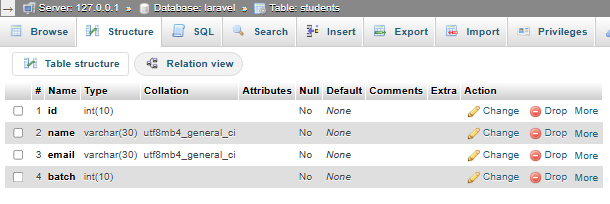 Server: 127.0.0.1 » Database: laravel » Table: students
Browse Structure SQL Search Insert Export Import Privileges
Table structure Relation view
# Name Type Collation Attributes Null Default Comments Extra Action
1 id int(10) No None Change Drop More
2 name varchar(30) utf8mb4_general_ci No None Change Drop More
3 email varchar(30) utf8mb4_general_ci No None Change Drop More
4 batch int(10) No None Change Drop More